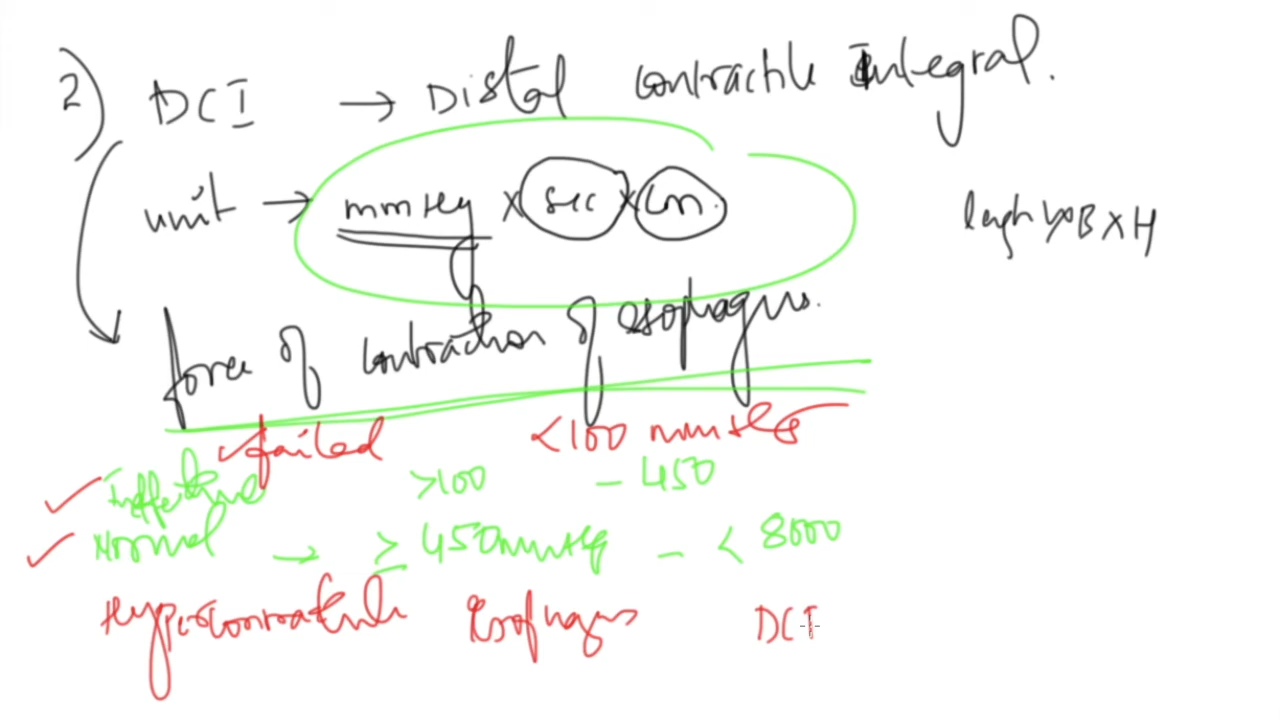 2) DCI → Distal contractile Integral.
unit → mmHg x sec x cm.
length x B x H
force of contraction of esophagus.
failed <100 mmHg
Ineffective >100 - 450
Normal → ≥ 450mmHg - < 8000
Hypercontractile Esophagus DCI